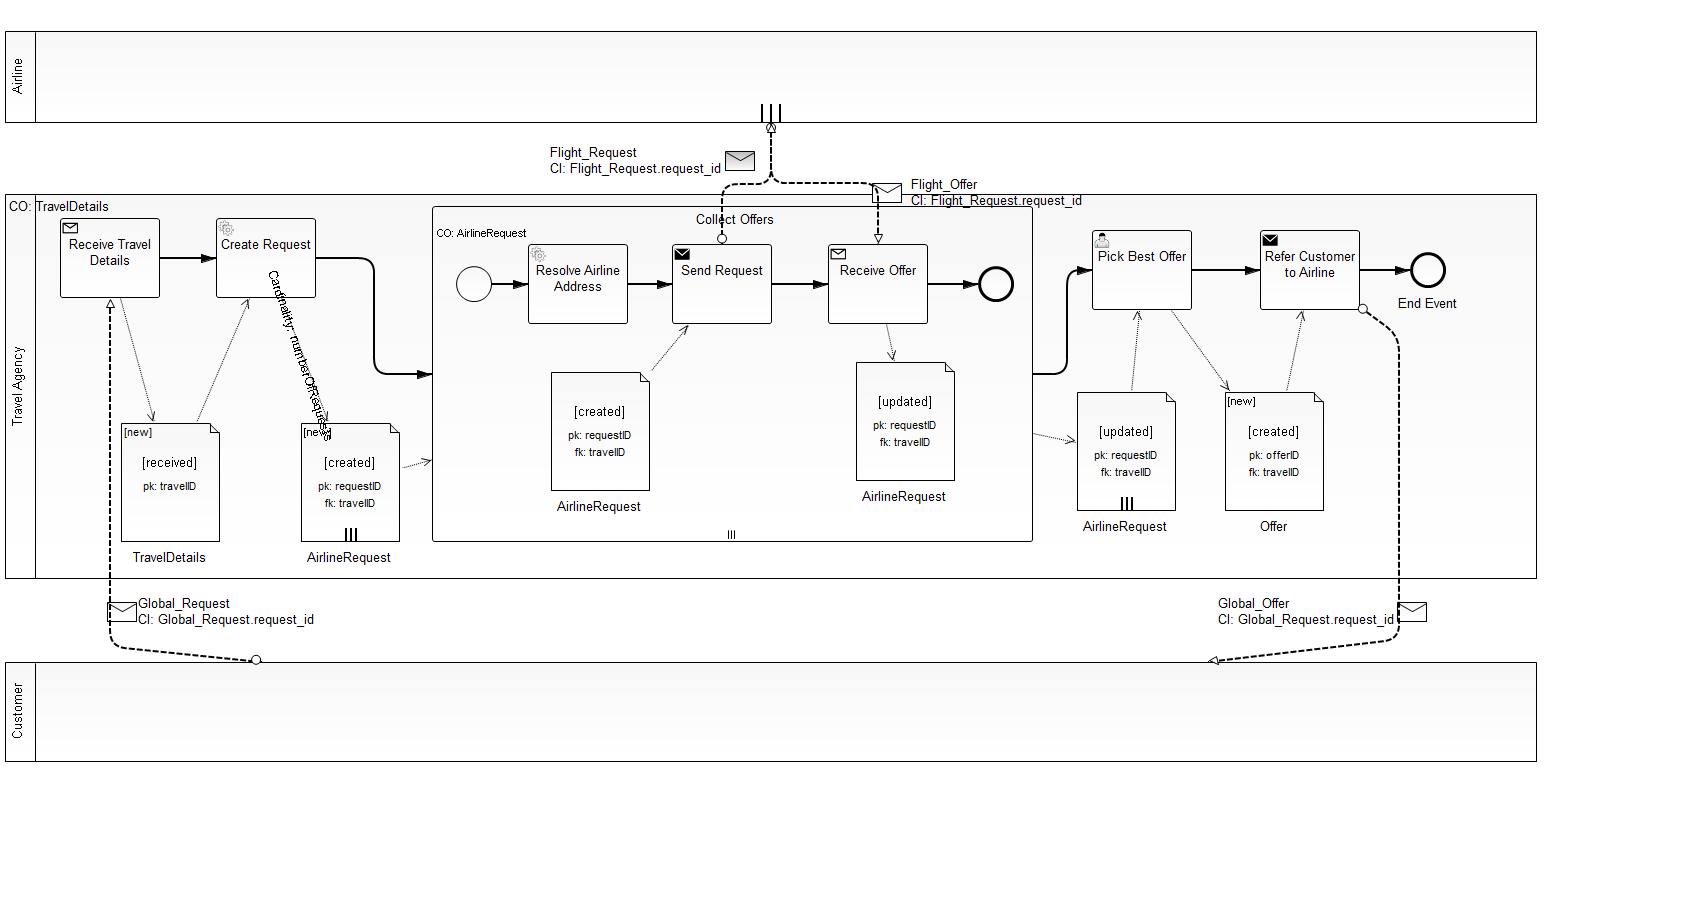 Airline
Flight_Request
CI: Flight_Request.request_id
Flight_Offer
CI: Flight_Request.request_id
Travel Agency
CO: TravelDetails
Receive Travel
Details
Create Request
Cardinality: numberOfRequests
Collect Offers
CO: AirlineRequest
Resolve Airline
Address
Send Request
Receive Offer
Pick Best Offer
Refer Customer
to Airline
End Event
[new]
[received]
pk: travelID
TravelDetails
[new]
[created]
pk: requestID
fk: travelID
AirlineRequest
[created]
pk: requestID
fk: travelID
AirlineRequest
[updated]
pk: requestID
fk: travelID
AirlineRequest
[updated]
pk: requestID
fk: travelID
AirlineRequest
[new]
[created]
pk: offerID
fk: travelID
Offer
Global_Request
CI: Global_Request.request_id
Global_Offer
CI: Global_Request.request_id
Customer